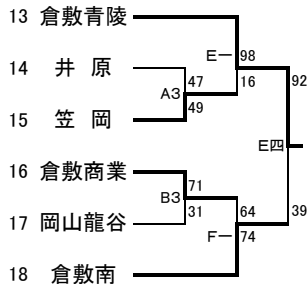 13 倉敷青陵
E一 98
14 井原
47 16 92
A3
49
15 笠岡
E四
16 倉敷商業
71
B3
31 64 39
17 岡山龍谷
F一 74
18 倉敷南